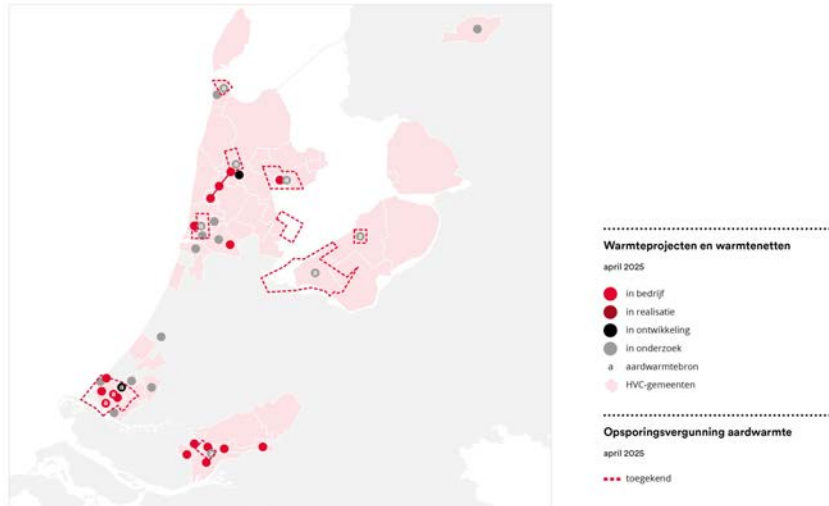 Warmteprojecten en warmtenetten
april 2025
in bedrijf
in realisatie
in ontwikkeling
in onderzoek
a aardwarmtebron
HVC-gemeenten
Opsporingsvergunning aardwarmte
april 2025
toegekend